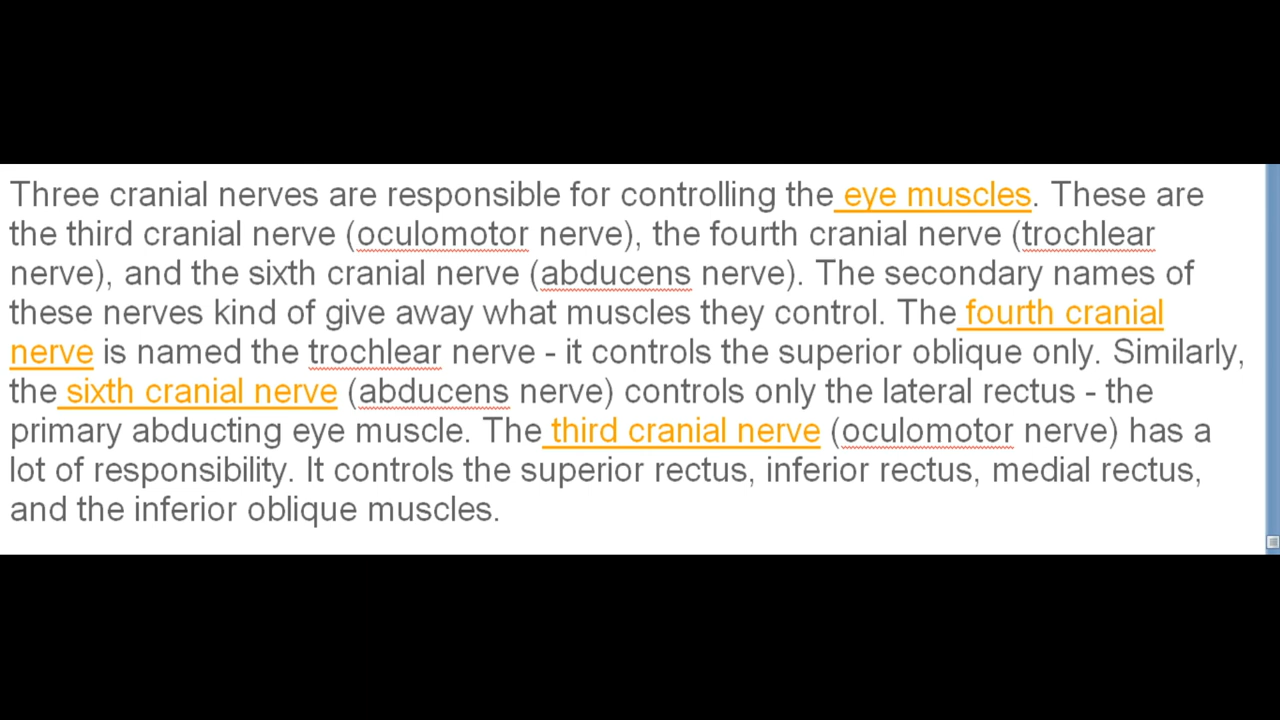 Three cranial nerves are responsible for controlling the eye muscles. These are
the third cranial nerve (oculomotor nerve), the fourth cranial nerve (trochlear
nerve), and the sixth cranial nerve (abducens nerve). The secondary names of
these nerves kind of give away what muscles they control. The fourth cranial
nerve is named the trochlear nerve - it controls the superior oblique only. Similarly,
the sixth cranial nerve (abducens nerve) controls only the lateral rectus - the
primary abducting eye muscle. The third cranial nerve (oculomotor nerve) has a
lot of responsibility. It controls the superior rectus, inferior rectus, medial rectus,
and the inferior oblique muscles.